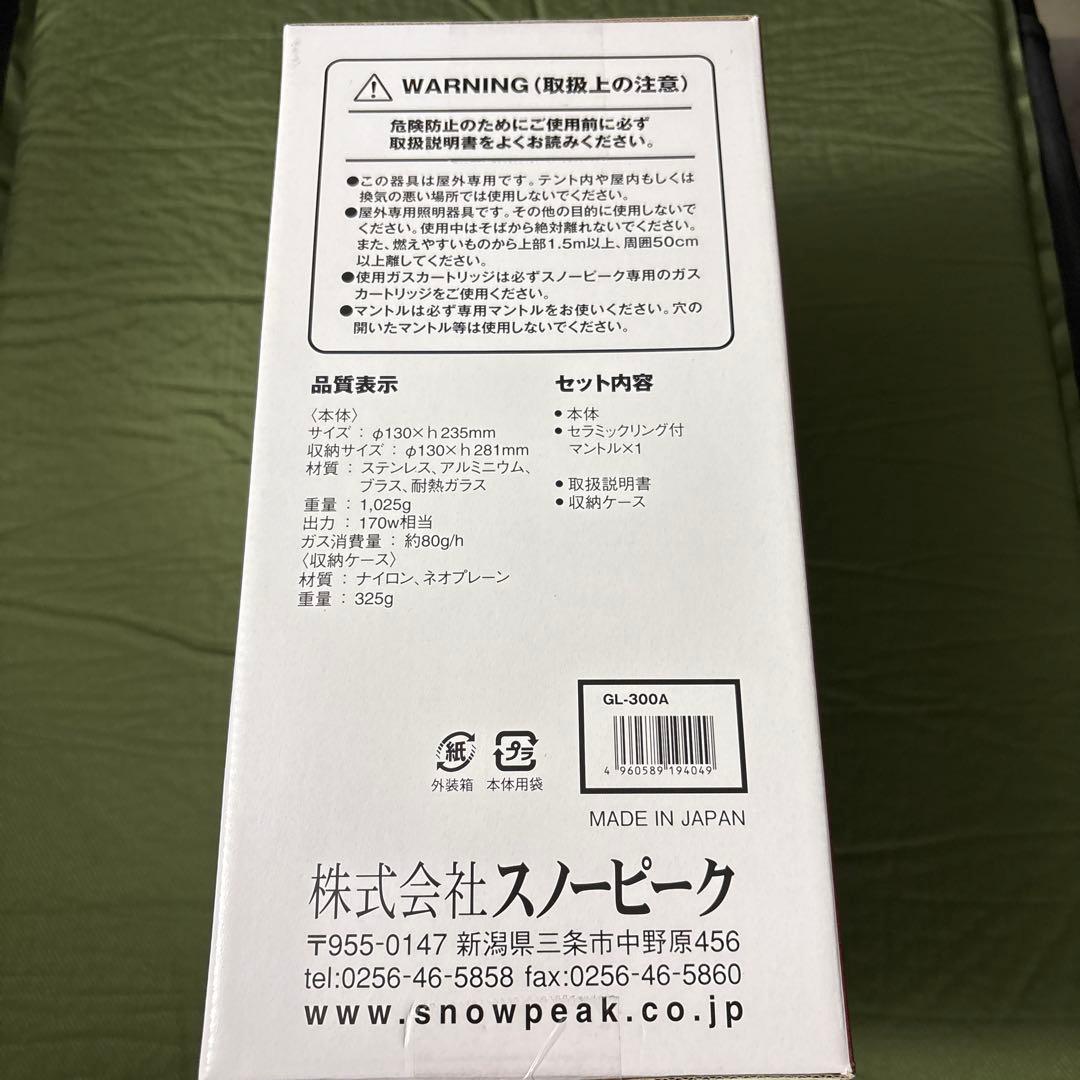 WARNING(取扱上の注意)
危険防止のためにご使用前に必ず
取扱説明書をよくお読みください。
●この器具は屋外専用です。テント内や屋内もしくは
換気の悪い場所では使用しないでください。
●屋外専用照明器具です。その他の目的に使用しないで
ください。使用中はそばから絶対離れないでください。
また、燃えやすいものから上部1.5m以上、周囲50cm
以上離してください。
●使用ガスカートリッジは必ずスノーピーク専用のガス
カートリッジをご使用ください。
●マントルは必ず専用マントルをお使いください。穴の
開いたマントル等は使用しないでください。
品質表示
〈本体〉
サイズ : φ130×h235mm
収納サイズ : φ130×h281mm
材質 : ステンレス、アルミニウム、
ブラス、耐熱ガラス
重量 : 1,025g
出力 : 170w相当
ガス消費量 : 約80g/h
〈収納ケース〉
材質 : ナイロン、ネオプレーン
重量 : 325g
セット内容
● 本体
● セラミックリング付
マントル×1
● 取扱説明書
● 収納ケース
GL-300A
4 960589 194049
紙
外装箱
プラ
本体用袋
MADE IN JAPAN
株式会社スノーピーク
〒955-0147 新潟県三条市中野原456
tel:0256-46-5858 fax:0256-46-5860
www.snowpeak.co.jp